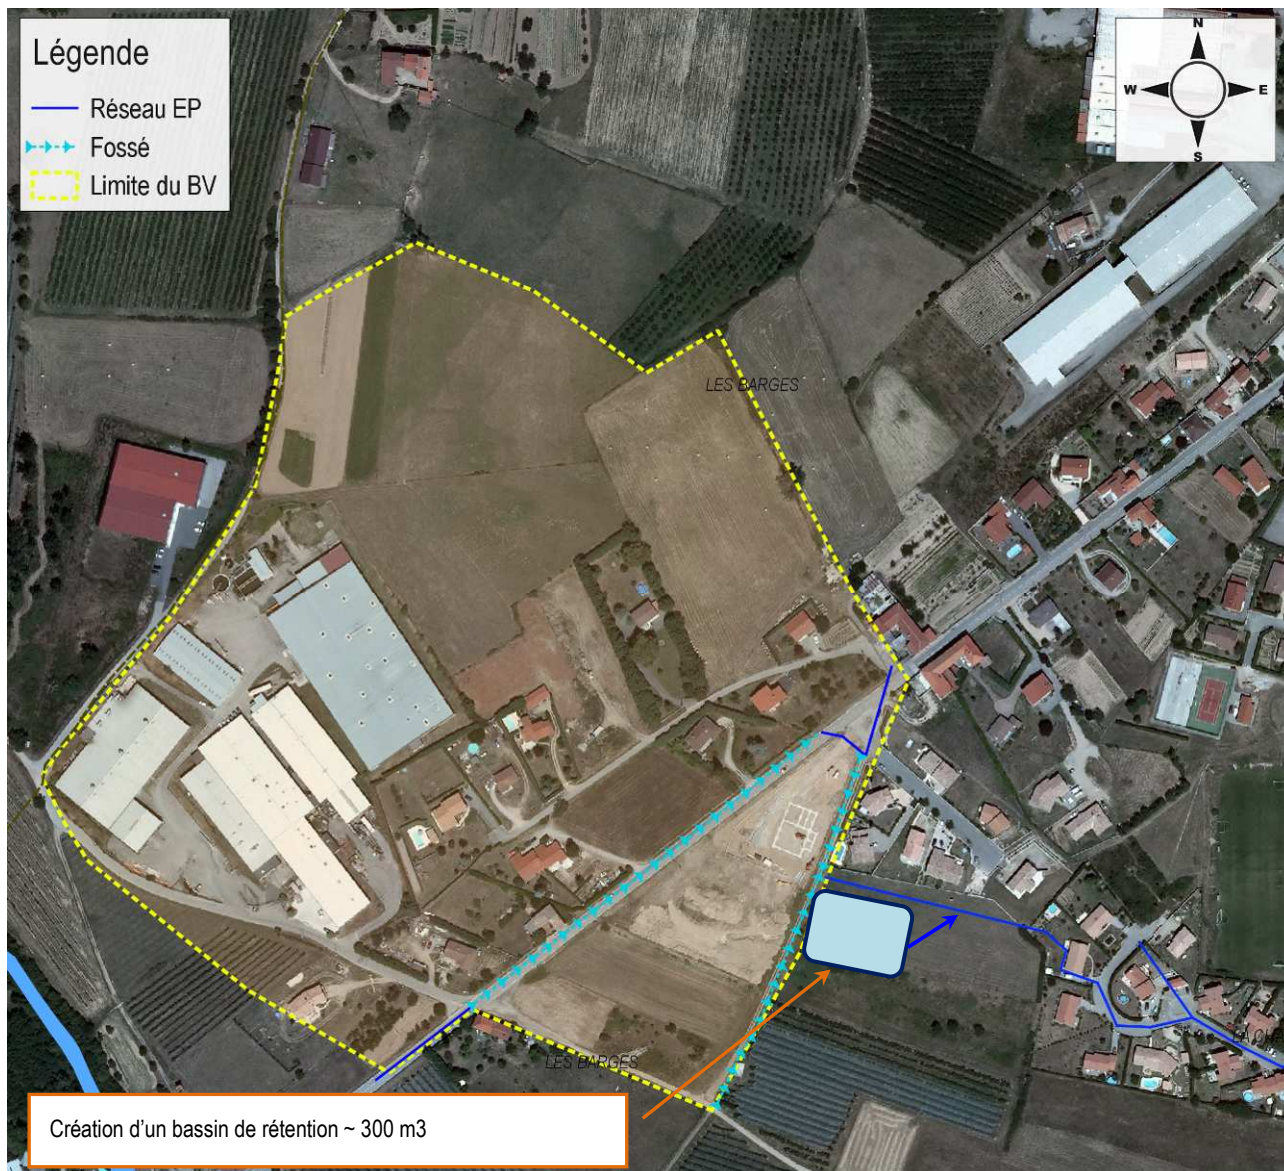 Légende
Réseau EP
Fossé
Limite du BV
N
W
E
S
LES BARGES
LES BARGES
Création d’un bassin de rétention ~ 300 m3